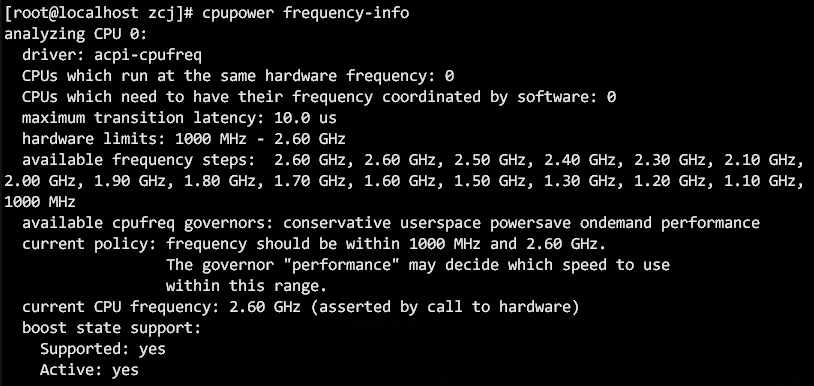 [root@localhost zcj]# cpupower frequency-info
analyzing CPU 0:
  driver: acpi-cpufreq
  CPUs which run at the same hardware frequency: 0
  CPUs which need to have their frequency coordinated by software: 0
  maximum transition latency: 10.0 us
  hardware limits: 1000 MHz - 2.60 GHz
  available frequency steps:  2.60 GHz, 2.60 GHz, 2.50 GHz, 2.40 GHz, 2.30 GHz, 2.10 GHz,
2.00 GHz, 1.90 GHz, 1.80 GHz, 1.70 GHz, 1.60 GHz, 1.50 GHz, 1.30 GHz, 1.20 GHz, 1.10 GHz,
1000 MHz
  available cpufreq governors: conservative userspace powersave ondemand performance
  current policy: frequency should be within 1000 MHz and 2.60 GHz.
                  The governor "performance" may decide which speed to use
                  within this range.
  current CPU frequency: 2.60 GHz (asserted by call to hardware)
  boost state support:
    Supported: yes
    Active: yes